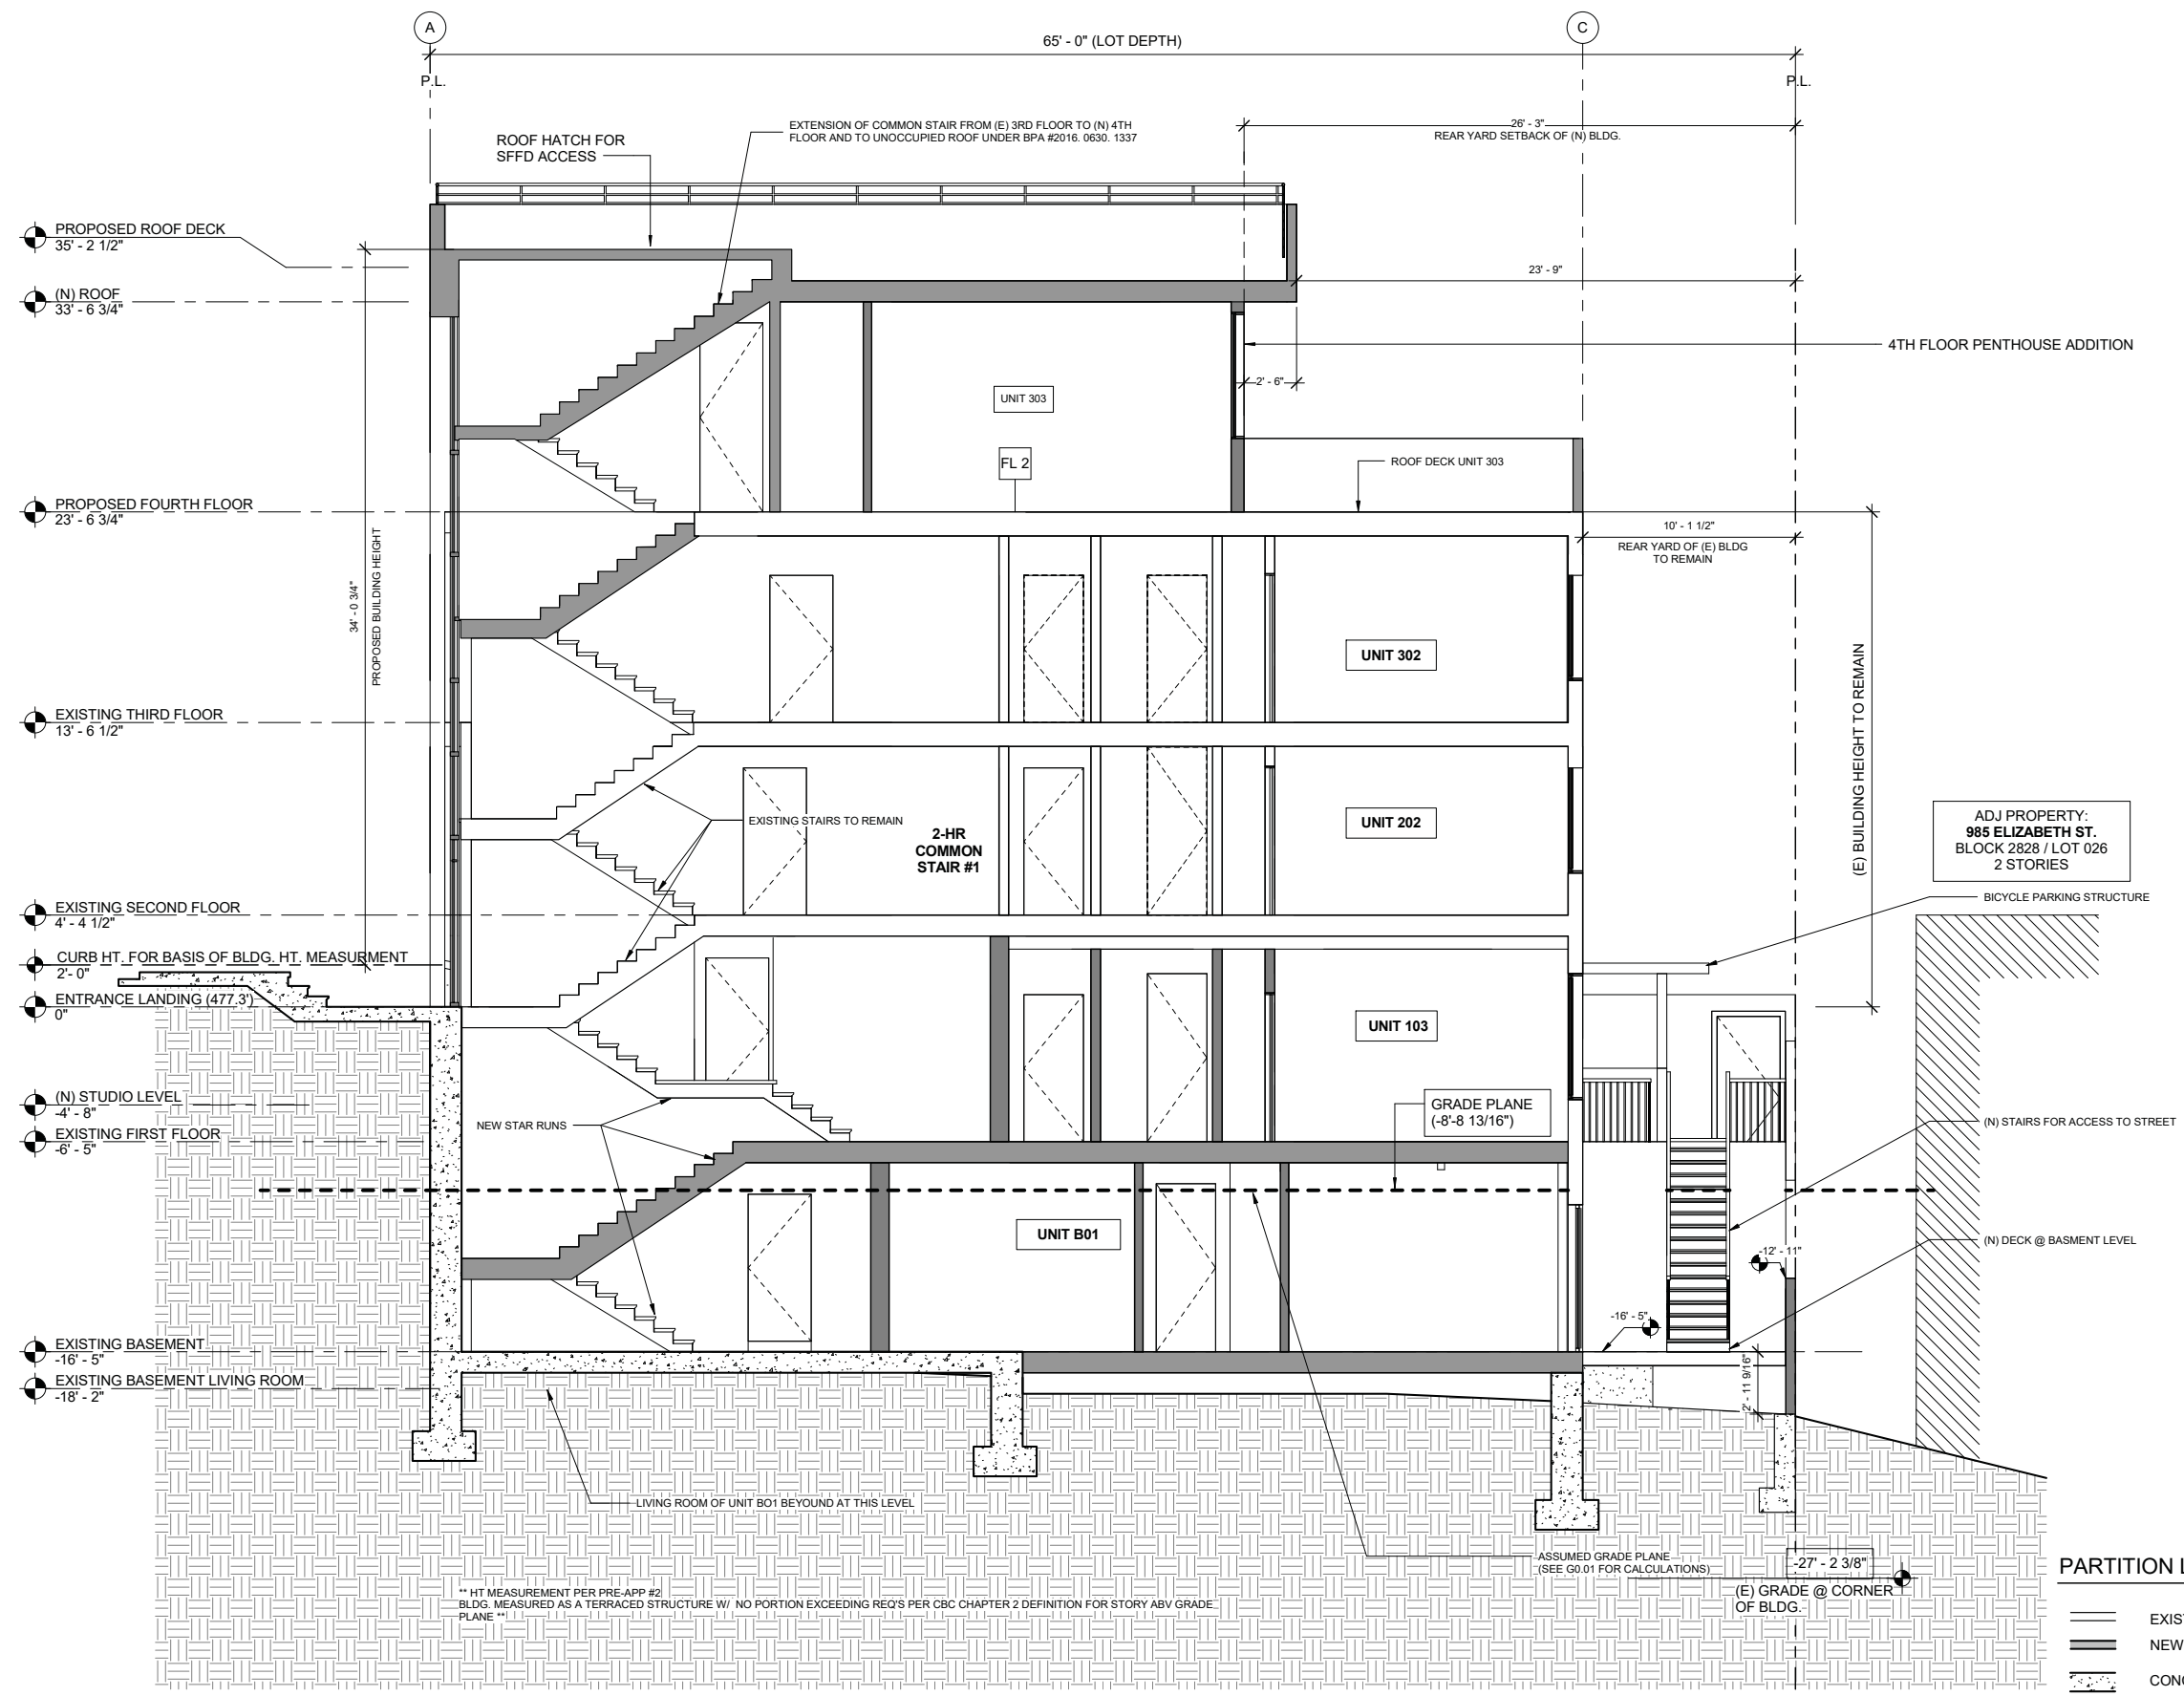 A
C
65' - 0" (LOT DEPTH)
P.L.
P.L.
26' - 3"
REAR YARD SETBACK OF (N) BLDG.
EXTENSION OF COMMON STAIR FROM (E) 3RD FLOOR TO (N) 4TH
FLOOR AND TO UNOCCUPIED ROOF UNDER BPA #2016. 0630. 1337
ROOF HATCH FOR
SFFD ACCESS
PROPOSED ROOF DECK
35' - 2 1/2"
23' - 9"
(N) ROOF
33' - 6 3/4"
4TH FLOOR PENTHOUSE ADDITION
2' - 6"
UNIT 303
FL 2
ROOF DECK UNIT 303
PROPOSED FOURTH FLOOR
23' - 6 3/4"
10' - 1 1/2"
REAR YARD OF (E) BLDG
TO REMAIN
34' - 0 3/4"
PROPOSED BUILDING HEIGHT
UNIT 302
(E) BUILDING HEIGHT TO REMAIN
EXISTING THIRD FLOOR
13' - 6 1/2"
EXISTING STAIRS TO REMAIN
2-HR
COMMON
STAIR #1
UNIT 202
ADJ PROPERTY:
985 ELIZABETH ST.
BLOCK 2828 / LOT 026
2 STORIES
BICYCLE PARKING STRUCTURE
EXISTING SECOND FLOOR
4' - 4 1/2"
CURB HT. FOR BASIS OF BLDG. HT. MEASURMENT
2'- 0"
ENTRANCE LANDING (477.3')
0"
UNIT 103
(N) STUDIO LEVEL
-4' - 8"
GRADE PLANE
(-8'-8 13/16")
NEW STAR RUNS
(N) STAIRS FOR ACCESS TO STREET
EXISTING FIRST FLOOR
-6' - 5"
UNIT B01
(N) DECK @ BASMENT LEVEL
-12' - 11"
-16' - 5"
EXISTING BASEMENT
-16' - 5"
EXISTING BASEMENT LIVING ROOM
-18' - 2"
2' - 11 9/16"
LIVING ROOM OF UNIT BO1 BEYOUND AT THIS LEVEL
ASSUMED GRADE PLANE
(SEE G0.01 FOR CALCULATIONS)
-27' - 2 3/8"
(E) GRADE @ CORNER
OF BLDG.
** HT MEASUREMENT PER PRE-APP #2
BLDG. MEASURED AS A TERRACED STRUCTURE W/ NO PORTION EXCEEDING REQ'S PER CBC CHAPTER 2 DEFINITION FOR STORY ABV GRADE
PLANE **
PARTITION L
EXIS
NEW
CON